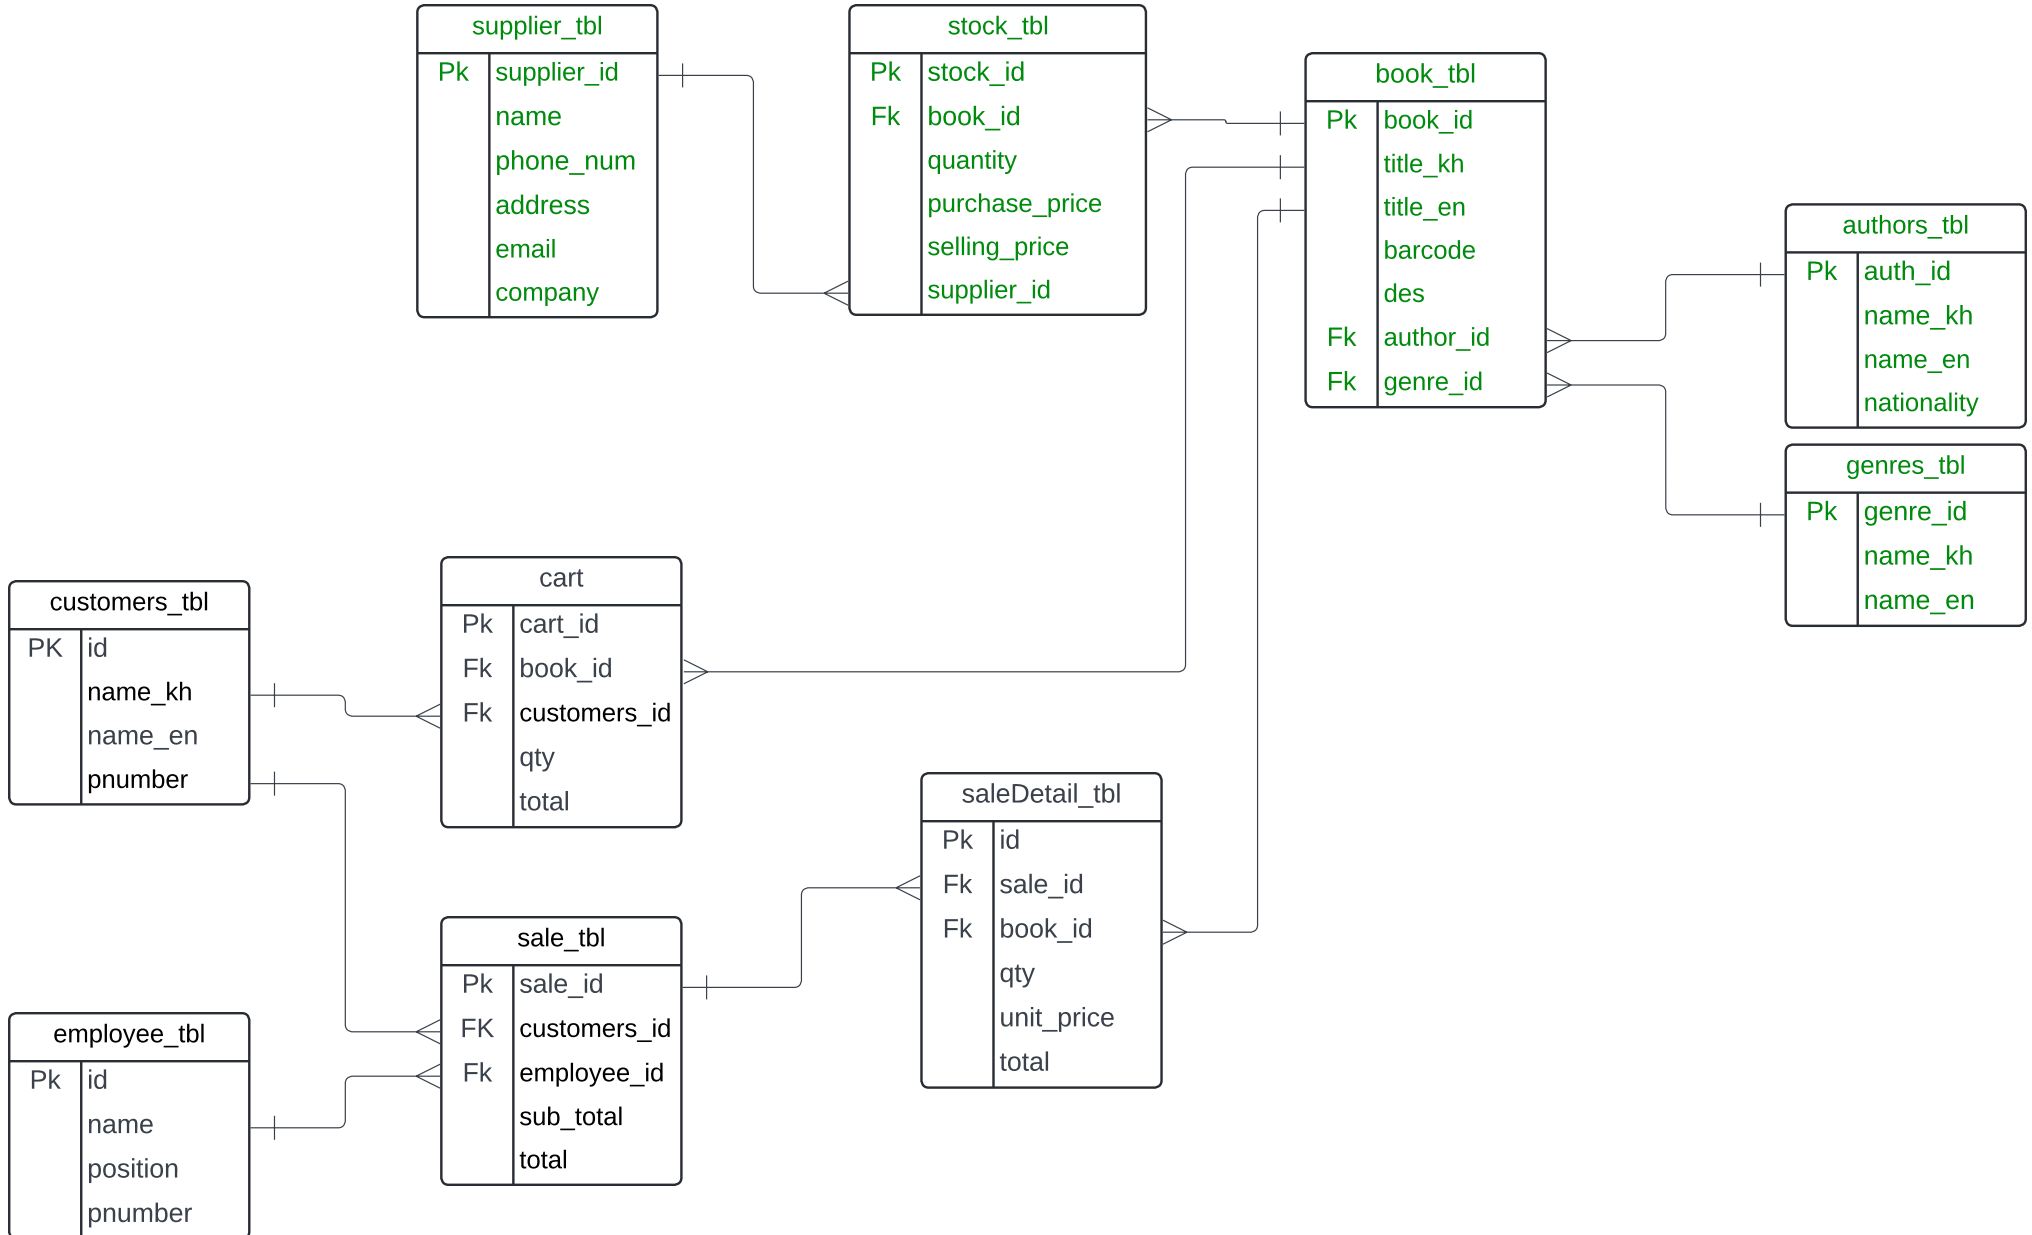 supplier_tbl
Pk supplier_id
name
phone_num
address
email
company
stock_tbl
Pk stock_id
Fk book_id
quantity
purchase_price
selling_price
supplier_id
book_tbl
Pk book_id
title_kh
title_en
barcode
des
Fk author_id
Fk genre_id
authors_tbl
Pk auth_id
name_kh
name_en
nationality
genres_tbl
Pk genre_id
name_kh
name_en
customers_tbl
PK id
name_kh
name_en
pnumber
cart
Pk cart_id
Fk book_id
Fk customers_id
qty
total
saleDetail_tbl
Pk id
Fk sale_id
Fk book_id
qty
unit_price
total
sale_tbl
Pk sale_id
FK customers_id
Fk employee_id
sub_total
total
employee_tbl
Pk id
name
position
pnumber